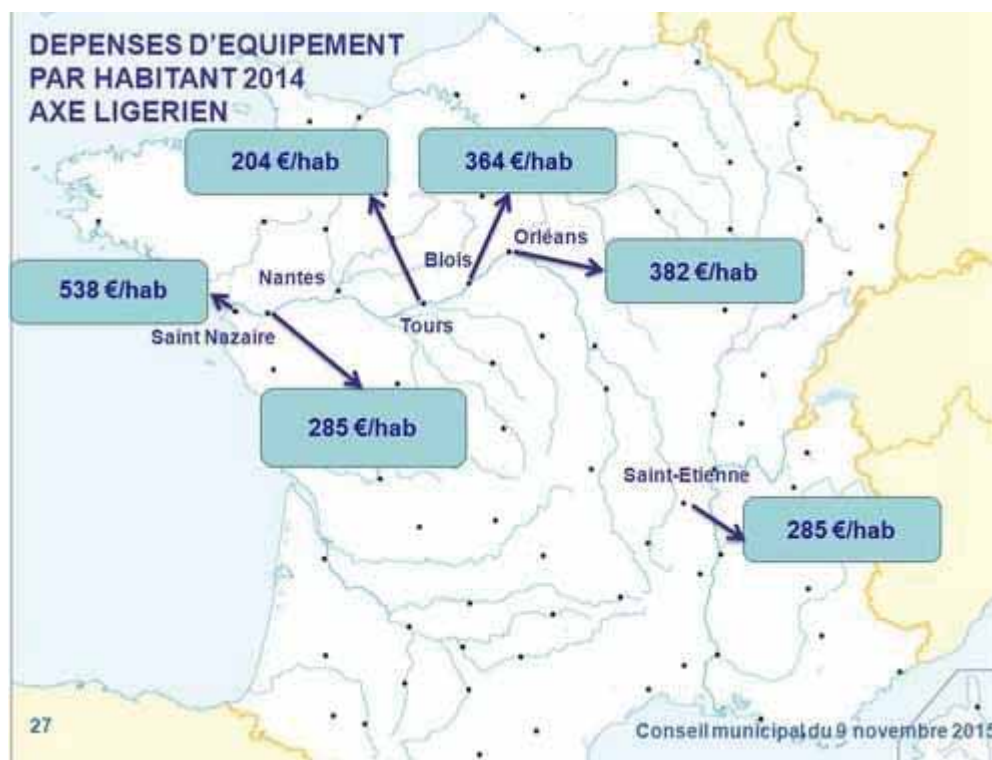 DEPENSES D'EQUIPEMENT
PAR HABITANT 2014
AXE LIGERIEN
204 €/hab
364 €/hab
Orléans
Blois
382 €/hab
Nantes
538 €/hab
Tours
Saint Nazaire
285 €/hab
Saint-Etienne
285 €/hab
27
Conseil municipal du 9 novembre 2015